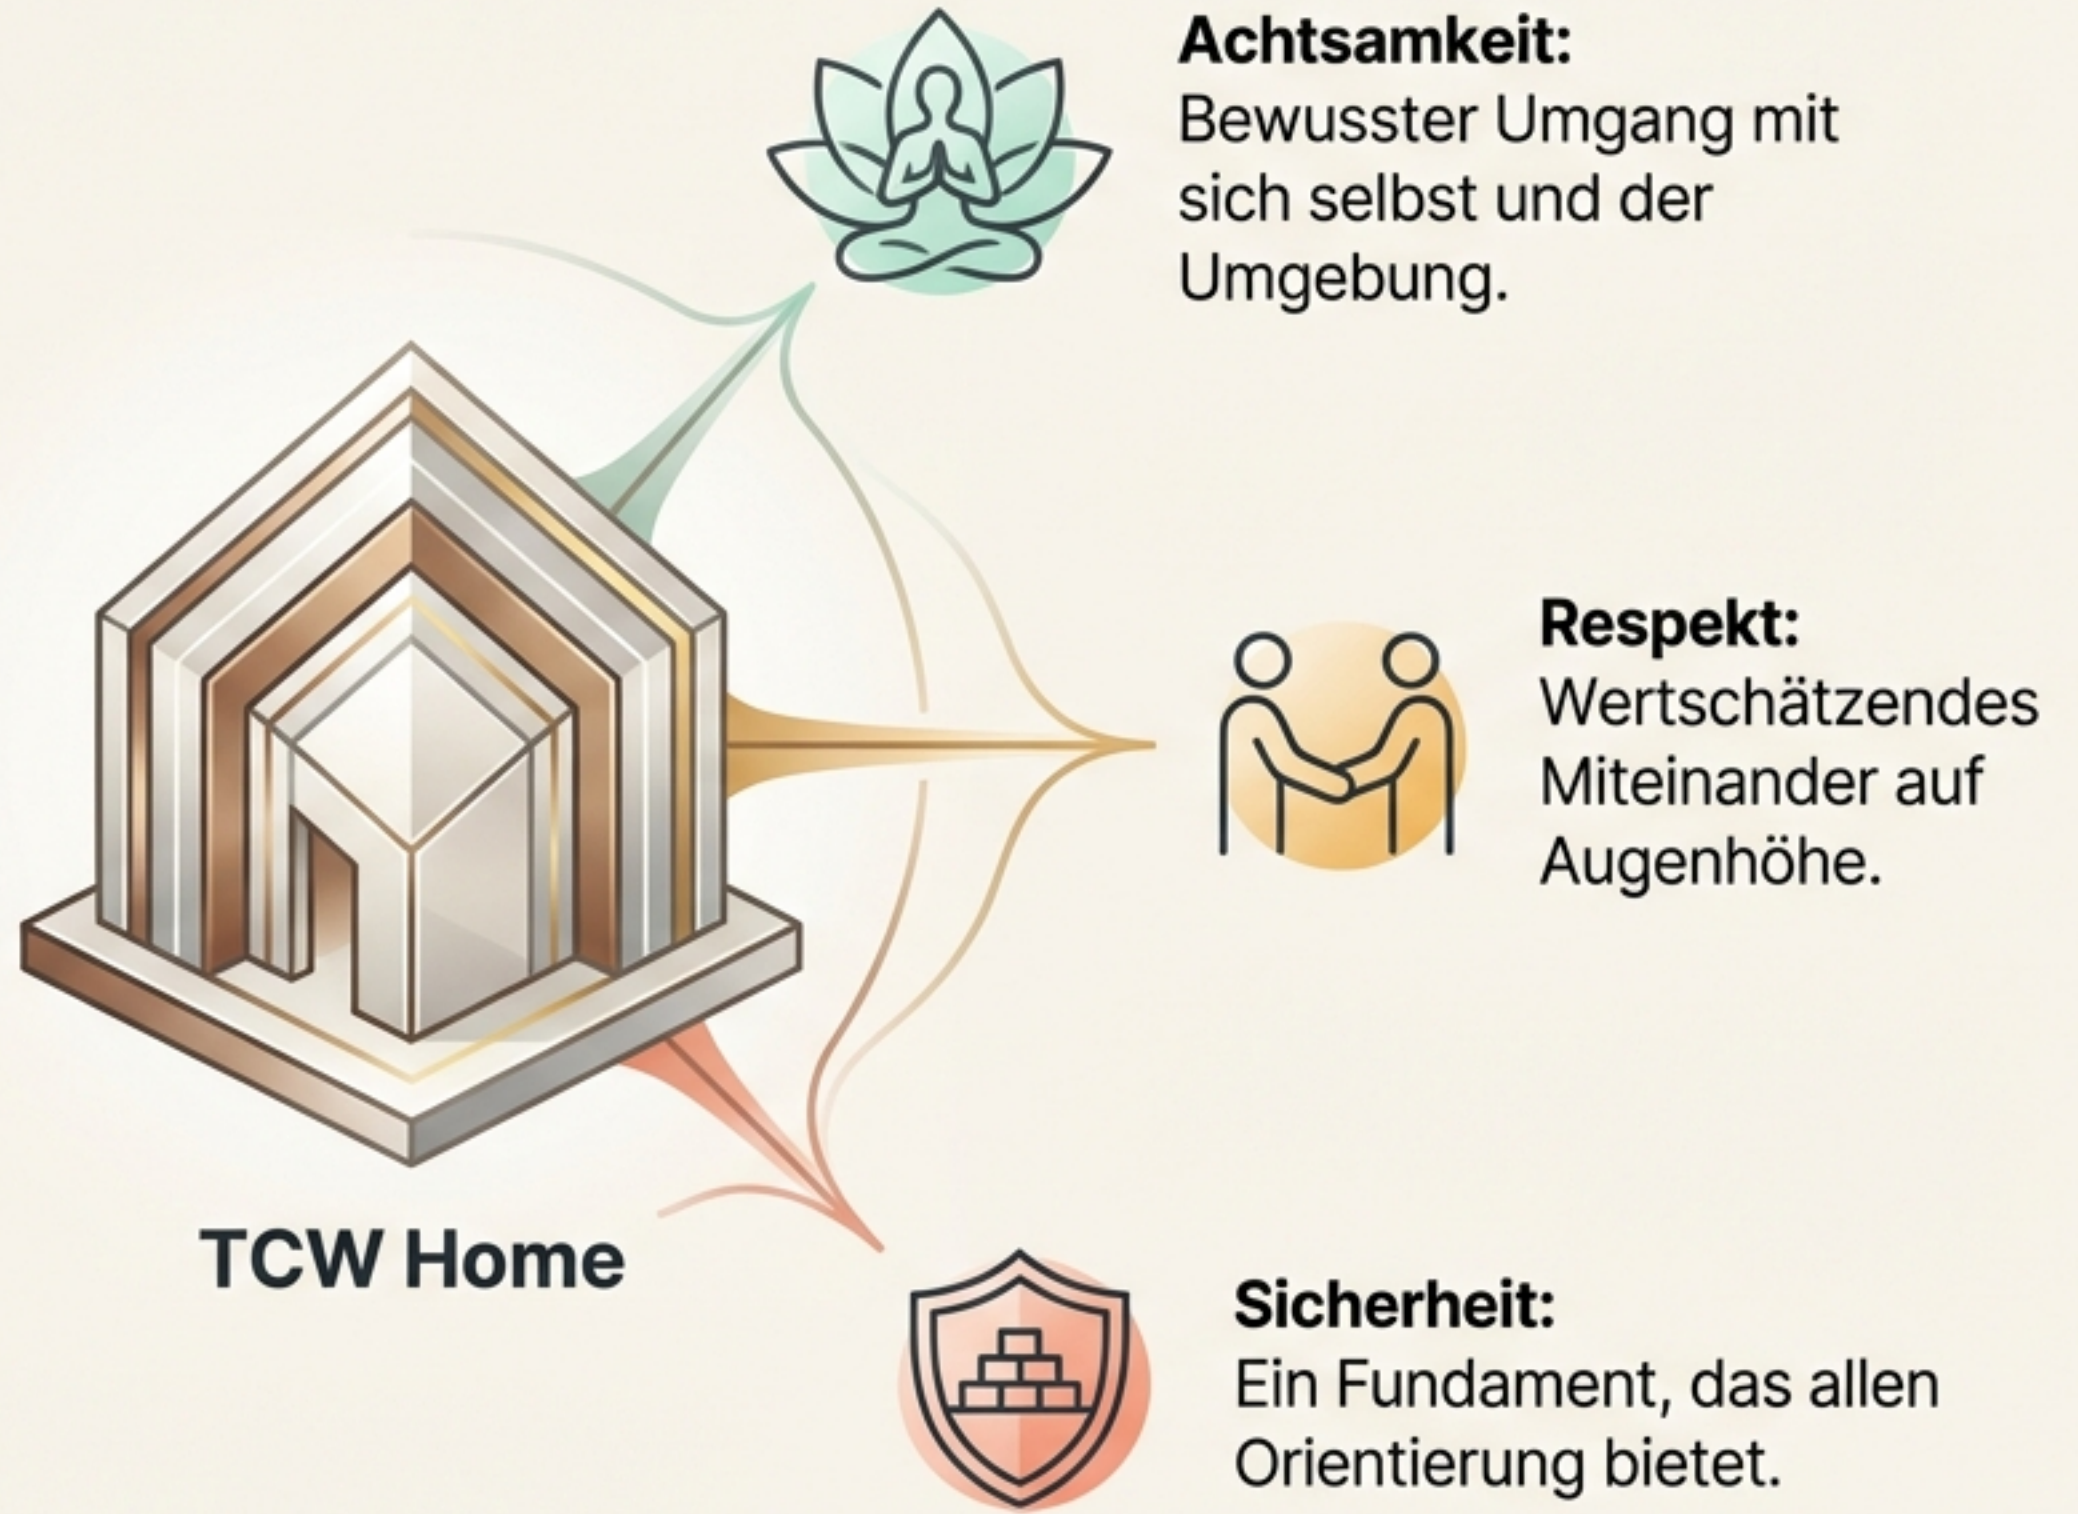 Achtsamkeit:
Bewusster Umgang mit
sich selbst und der
Umgebung.
Respekt:
Wertschätzendes
Miteinander auf
Augenhöhe.
TCW Home
Sicherheit:
Ein Fundament, das allen
Orientierung bietet.